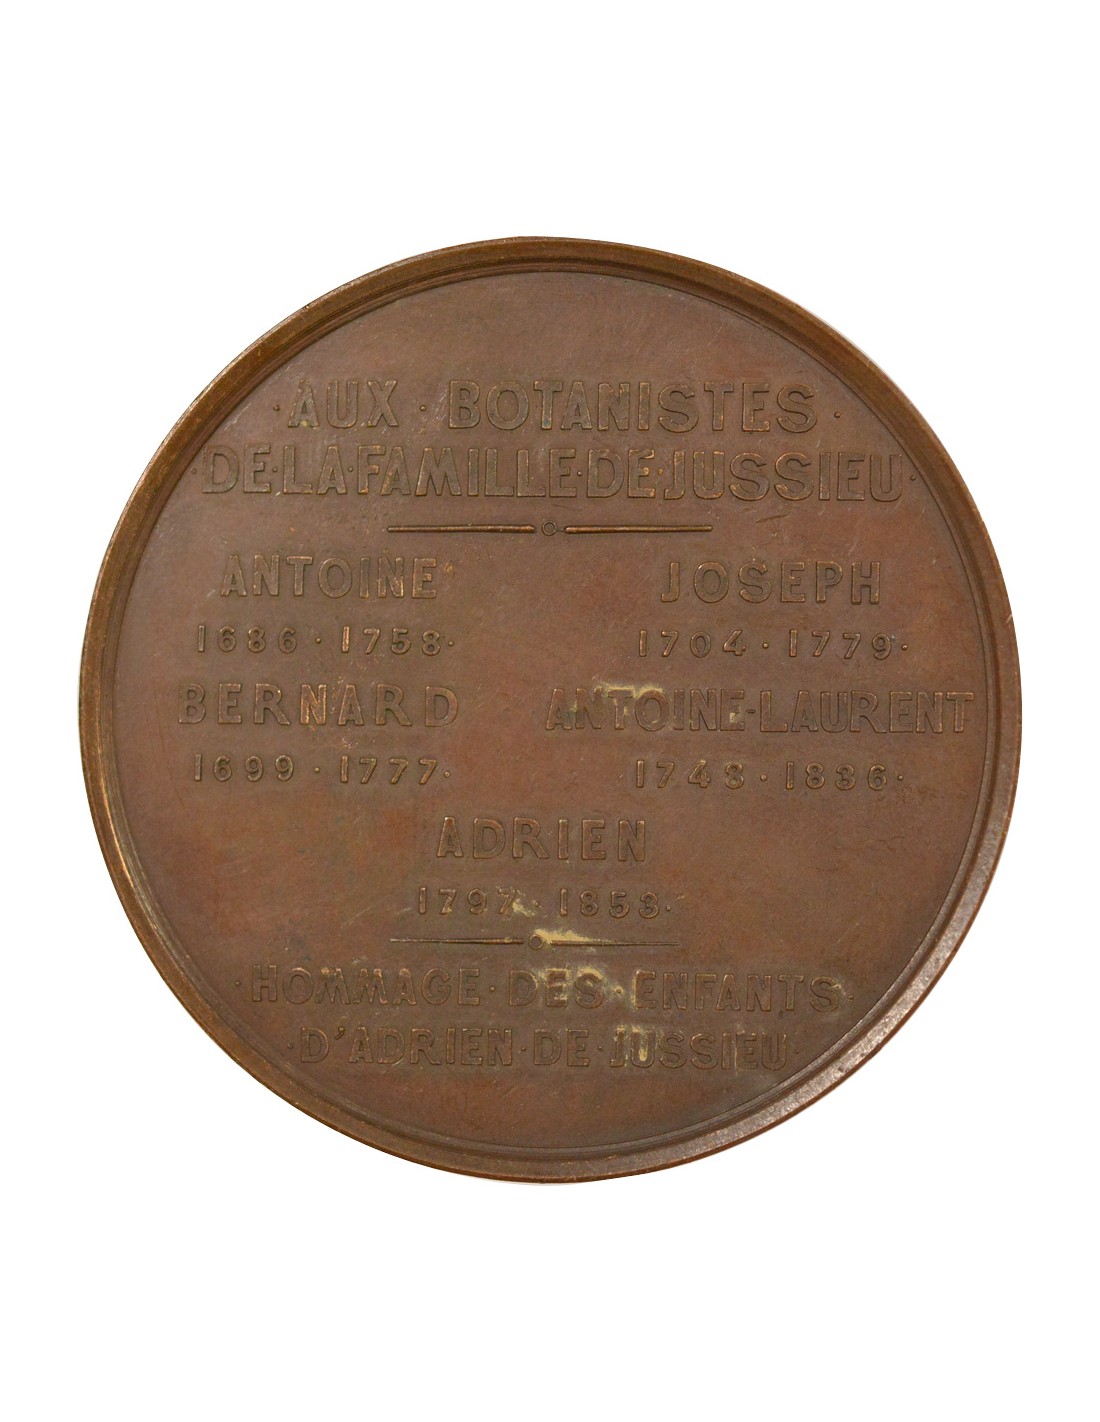 · AUX · BOTANISTES ·
· DE · LA · FAMILLE · DE · JUSSIEU ·
ANTOINE
1686 · 1758 ·
JOSEPH
1704 · 1779 ·
BERNARD
1699 · 1777 ·
ANTOINE-LAURENT
1748 · 1836 ·
ADRIEN
1797 · 1853 ·
· HOMMAGE · DES · ENFANTS ·
· D'ADRIEN · DE · JUSSIEU ·